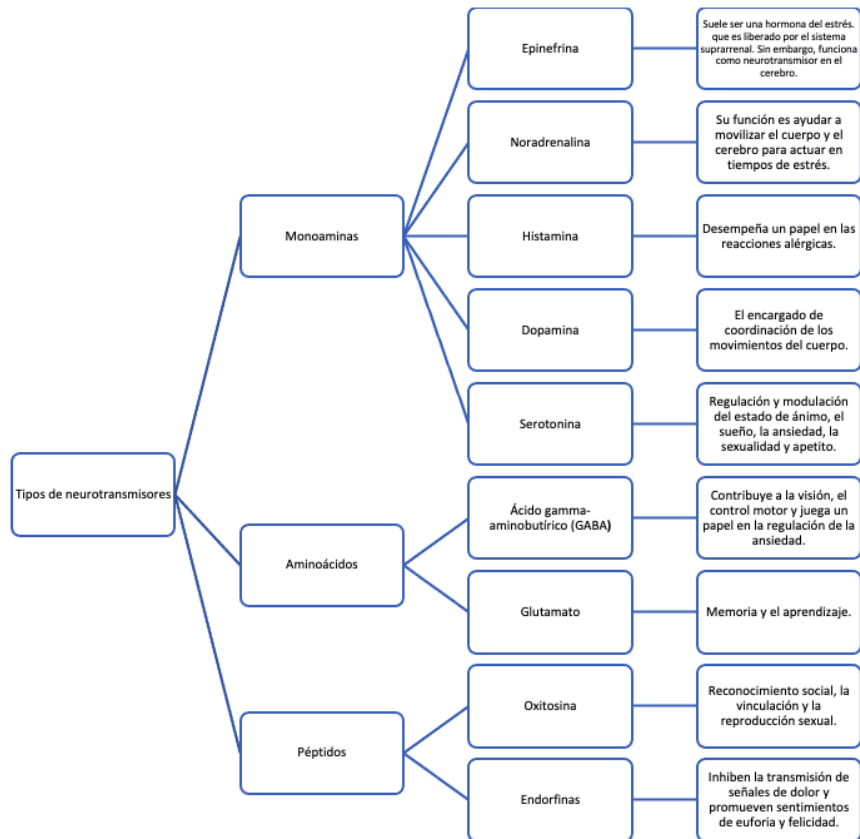 Tipos de neurotransmisores
Monoaminas
Epinefrina
Suele ser una hormona del estrés.
que es liberado por el sistema
suprarrenal. Sin embargo, funciona
como neurotransmisor en el
cerebro.
Noradrenalina
Su función es ayudar a
movilizar el cuerpo y el
cerebro para actuar en
tiempos de estrés.
Histamina
Desempeña un papel en las
reacciones alérgicas.
Dopamina
El encargado de
coordinación de los
movimientos del cuerpo.
Serotonina
Regulación y modulación
del estado de ánimo, el
sueño, la ansiedad, la
sexualidad y apetito.
Aminoácidos
Ácido gamma-
aminobutírico (GABA)
Contribuye a la visión, el
control motor y juega un
papel en la regulación de la
ansiedad.
Glutamato
Memoria y el aprendizaje.
Péptidos
Oxitosina
Reconocimiento social, la
vinculación y la
reproducción sexual.
Endorfinas
Inhiben la transmisión de
señales de dolor y
promueven sentimientos
de euforia y felicidad.